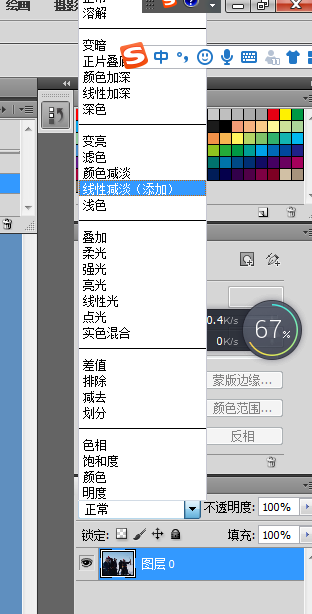 绘画
溶解
变暗
正片叠底
颜色加深
线性加深
深色
变亮
滤色
颜色减淡
线性减淡（添加）
浅色
叠加
柔光
强光
亮光
线性光
点光
实色混合
0.4K/s
0K/s
67%
差值
排除
减去
划分
蒙版边缘...
颜色范围...
反相
色相
饱和度
颜色
明度
正常
不透明度: 100%
锁定:
填充: 100%
图层 0